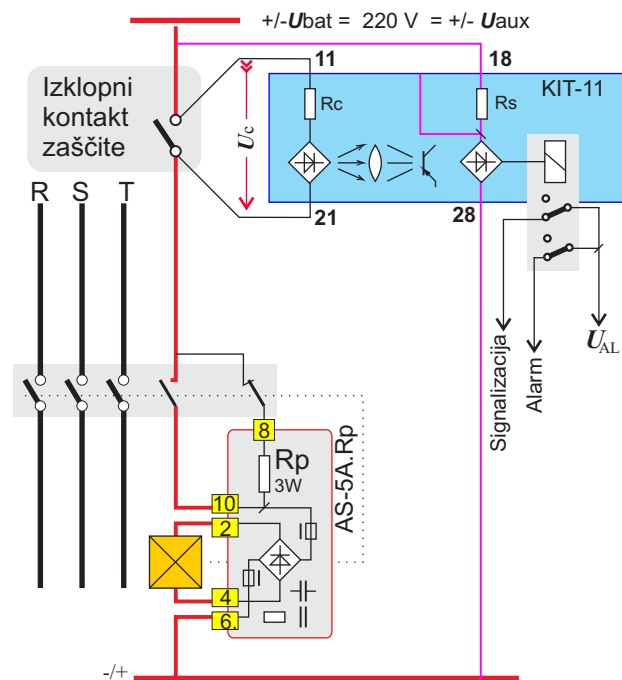 +/-Ubat = 220 V = +/- Uaux
11
18
KIT-11
Izklopni
kontakt
zaščite
Rc
Rs
Uc
R S T
21
28
Signalizacija
Alarm
UAL
8
Rp
3W
AS-5A.Rp
10
2
4
6.
-/+